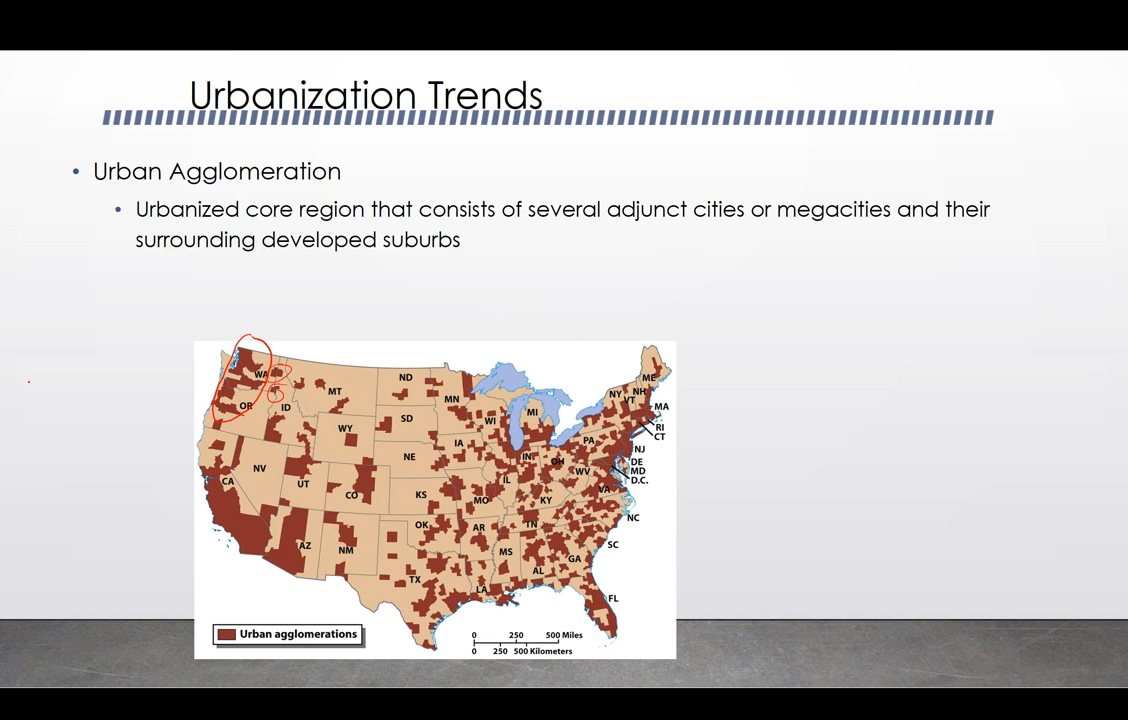 Urbanization Trends
• Urban Agglomeration
• Urbanized core region that consists of several adjunct cities or megacities and their
surrounding developed suburbs
WA
OR
ID
MT
ND
MN
SD
WY
NE
IA
WI
MI
NY
VT
NH
ME
MA
RI
CT
PA
NJ
DE
MD
D.C.
NV
UT
CO
KS
MO
IL
IN
OH
WV
VA
KY
CA
AZ
NM
OK
AR
TN
NC
SC
TX
LA
MS
AL
GA
FL
Urban agglomerations
0 250 500 Miles
0 250 500 Kilometers